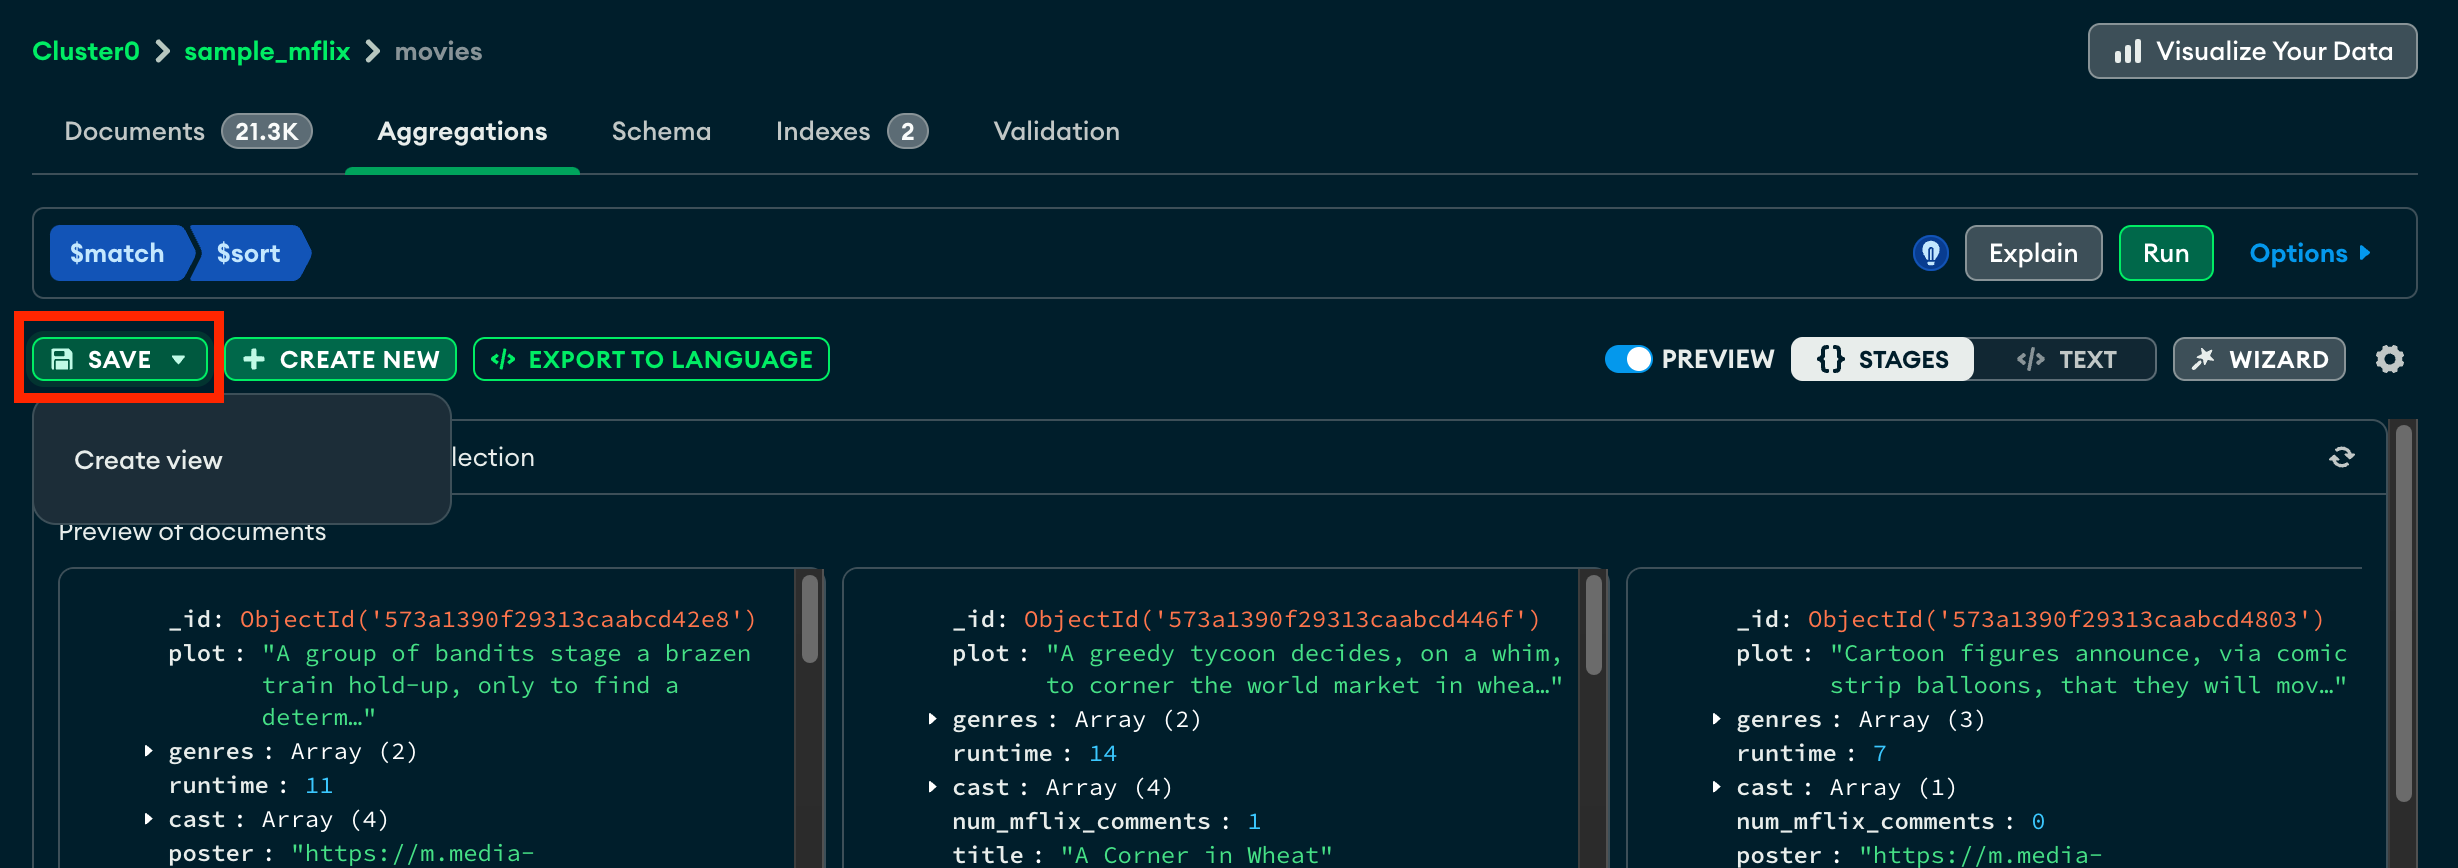 Cluster0 > sample_mflix > movies
Visualize Your Data
Documents 21.3K Aggregations Schema Indexes 2 Validation
$match $sort
Explain Run Options
SAVE CREATE NEW </> EXPORT TO LANGUAGE
PREVIEW {} STAGES </> TEXT WIZARD
Create view
lection
Preview of documents
_id: ObjectId('573a1390f29313caabcd42e8')
plot : "A group of bandits stage a brazen
train hold-up, only to find a
determ…"
genres : Array (2)
runtime : 11
cast : Array (4)
poster : "https://m.media-
_id: ObjectId('573a1390f29313caabcd446f')
plot : "A greedy tycoon decides, on a whim,
to corner the world market in whea…"
genres : Array (2)
runtime : 14
cast : Array (4)
num_mflix_comments : 1
title : "A Corner in Wheat"
_id: ObjectId('573a1390f29313caabcd4803')
plot : "Cartoon figures announce, via comic
strip balloons, that they will mov…"
genres : Array (3)
runtime : 7
cast : Array (1)
num_mflix_comments : 0
poster : "https://m.media-